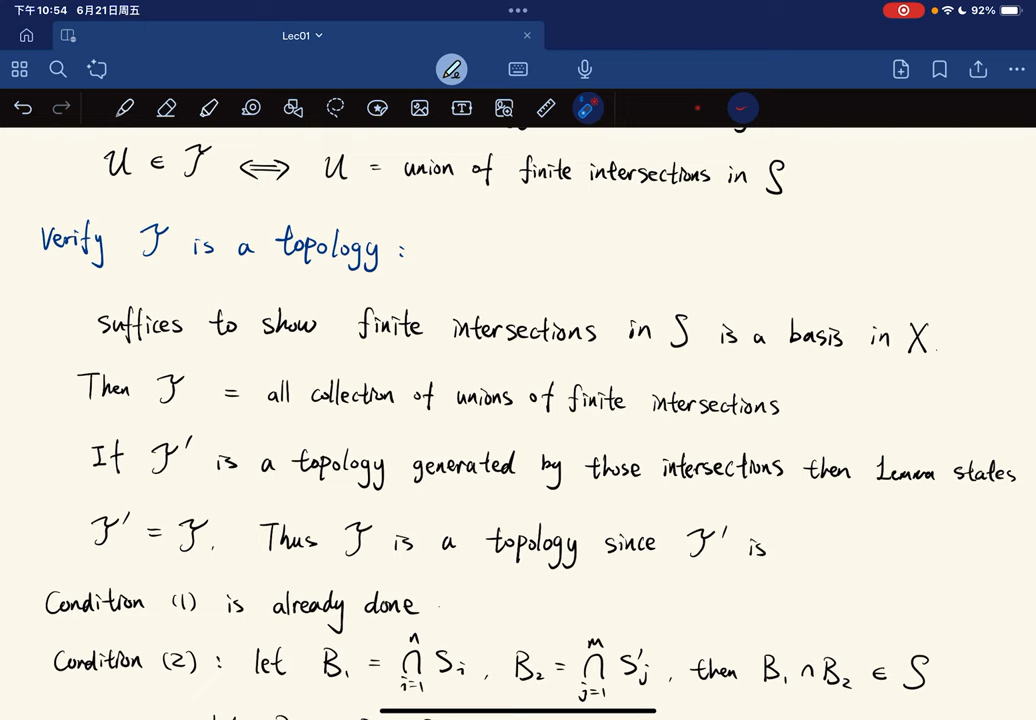 下午10:54 6月21日周五
92%
Lec01
U ∈ 𝒯 ⟺ U = union of finite intersections in S
Verify 𝒯 is a topology :
suffices to show finite intersections in S is a basis in X.
Then 𝒯 = all collection of unions of finite intersections
If 𝒯' is a topology generated by those intersections then Lemma states
𝒯' = 𝒯. Thus 𝒯 is a topology since 𝒯' is
Condition (1) is already done
Condition (2) : let B₁ = ⋂ᵢ₌₁ⁿ Sᵢ , B₂ = ⋂ⱼ₌₁ᵐ S'ⱼ , then B₁ ∩ B₂ ∈ S